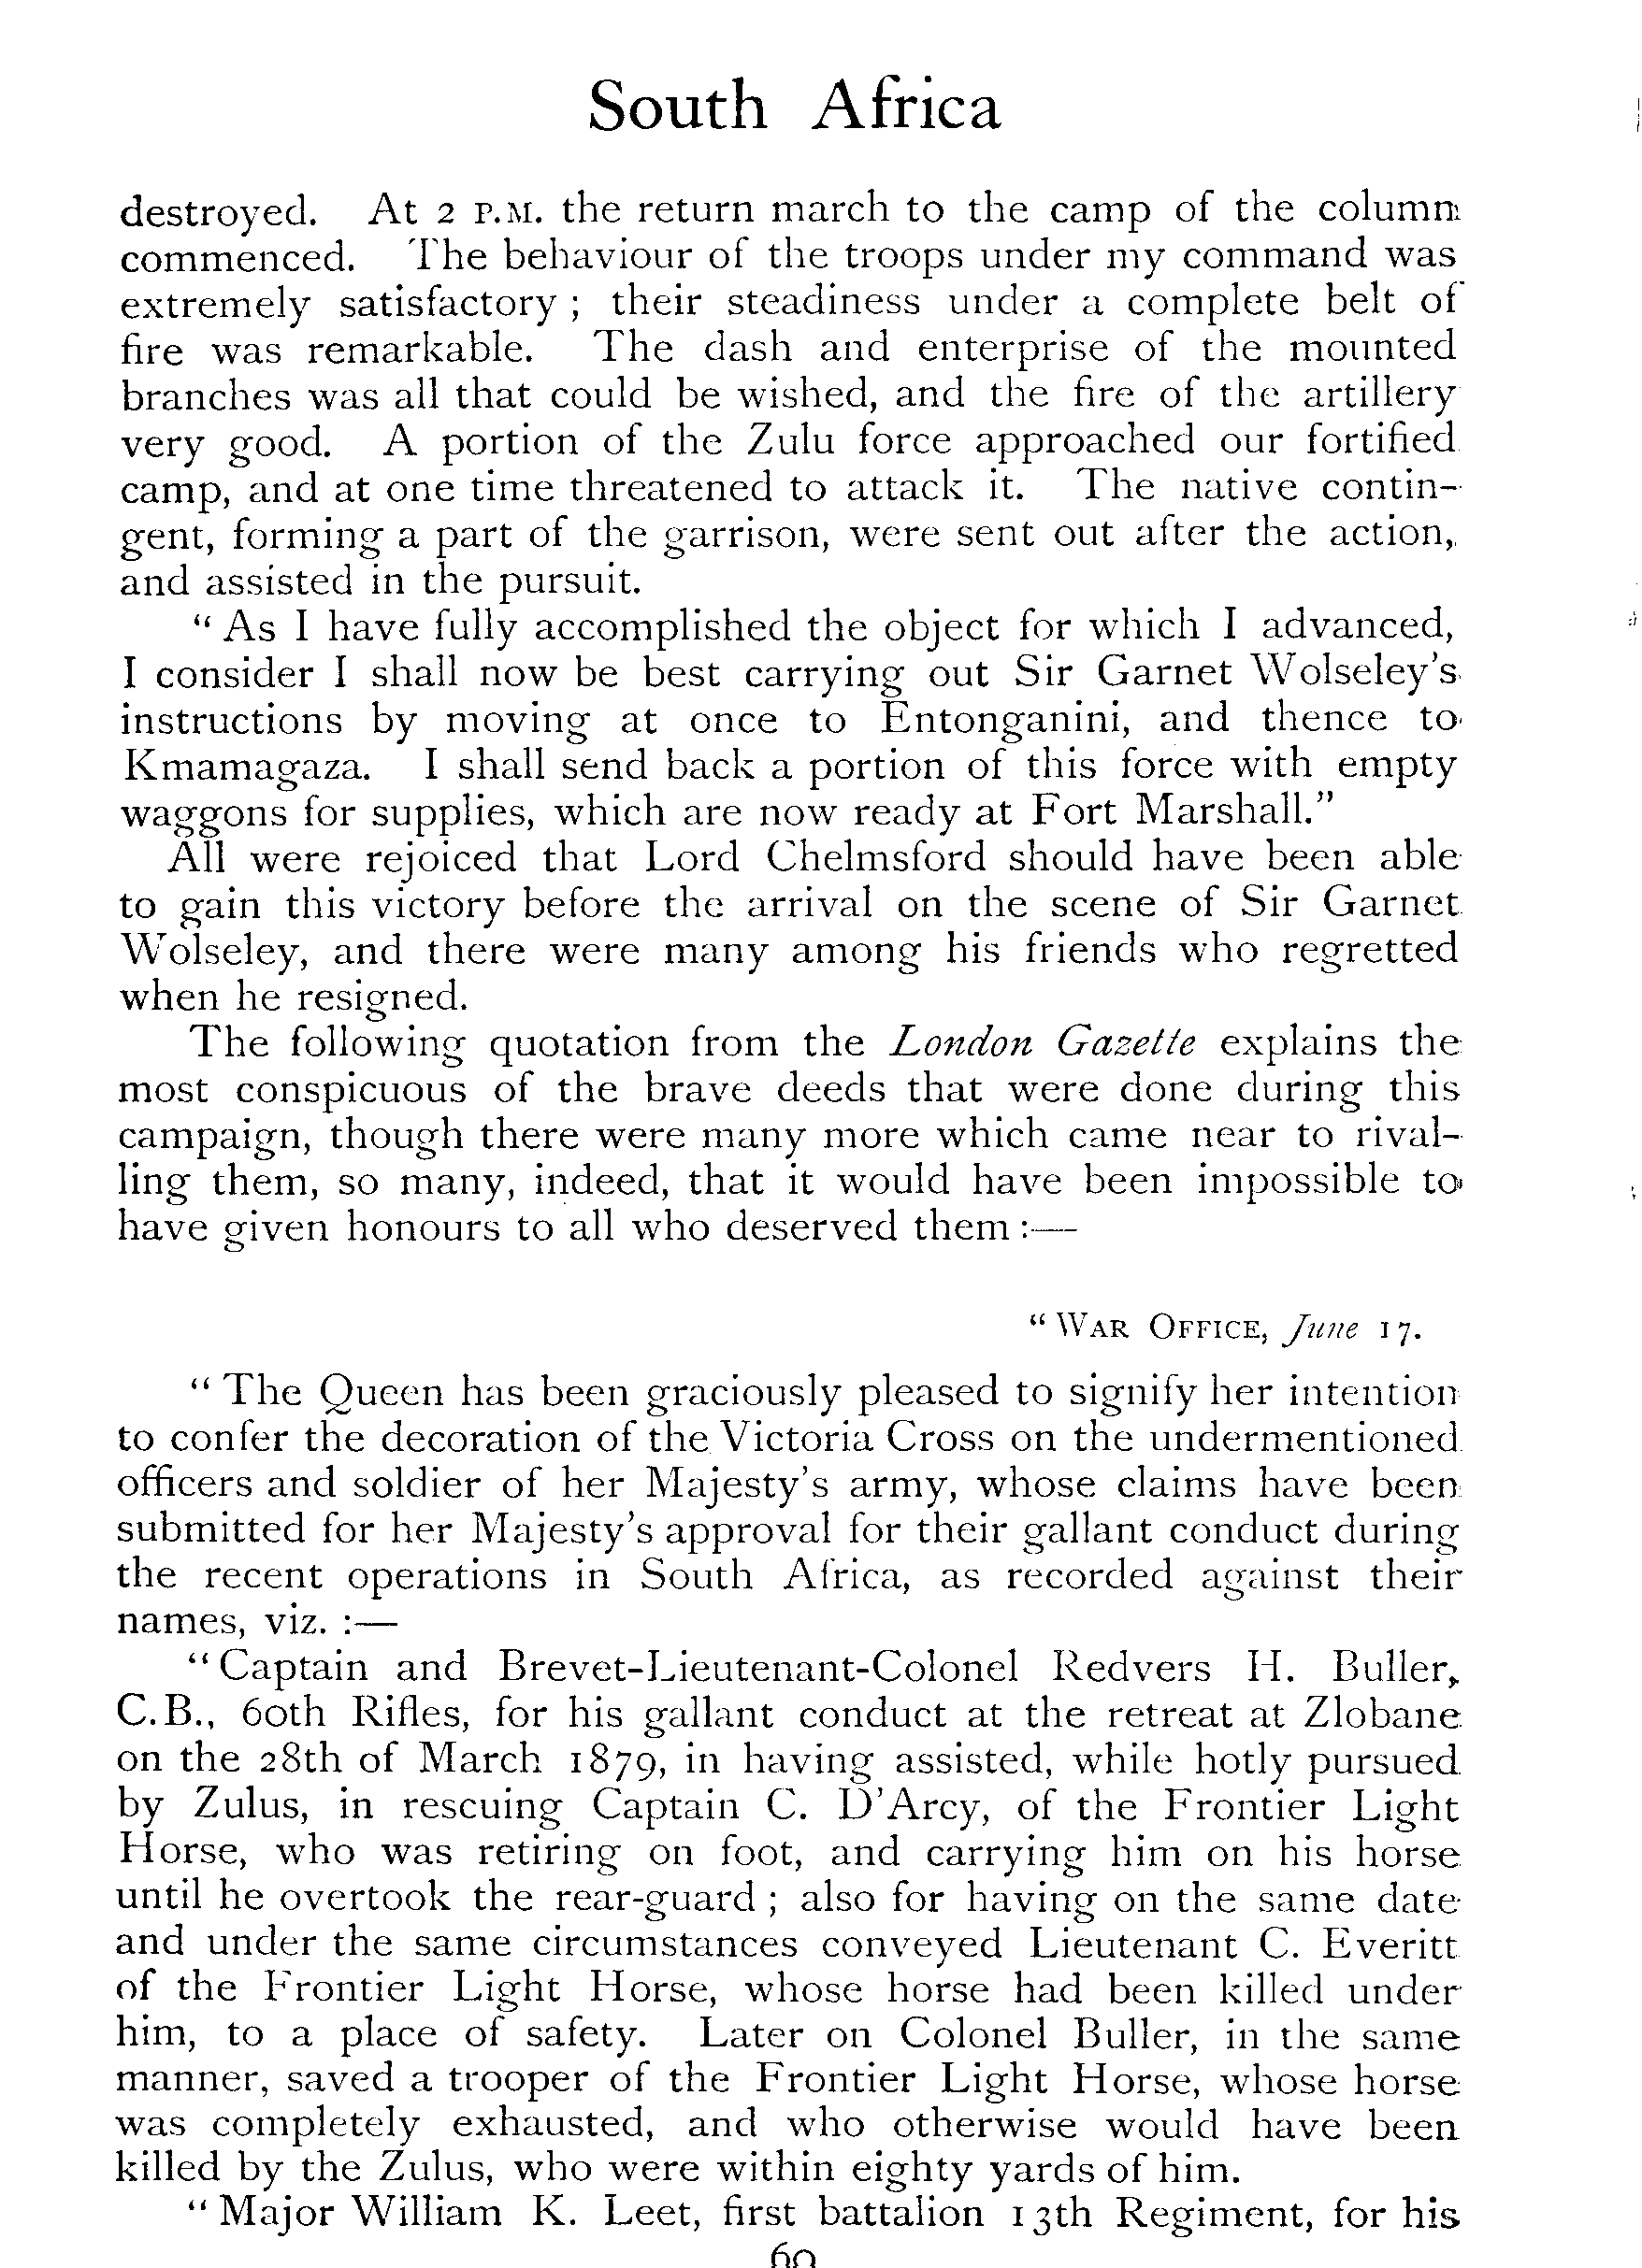 South Africa
destroyed. At 2 P.M. the return march to the camp of the column
commenced. The behaviour of the troops under my command was
extremely satisfactory ; their steadiness under a complete belt of
fire was remarkable. The dash and enterprise of the mounted
branches was all that could be wished, and the fire of the artillery
very good. A portion of the Zulu force approached our fortified
camp, and at one time threatened to attack it. The native contin-
gent, forming a part of the garrison, were sent out after the action,
and assisted in the pursuit.
“ As I have fully accomplished the object for which I advanced,
I consider I shall now be best carrying out Sir Garnet Wolseley's
instructions by moving at once to Entonganini, and thence to
Kmamagaza. I shall send back a portion of this force with empty
waggons for supplies, which are now ready at Fort Marshall.”
All were rejoiced that Lord Chelmsford should have been able
to gain this victory before the arrival on the scene of Sir Garnet
Wolseley, and there were many among his friends who regretted
when he resigned.
The following quotation from the London Gazette explains the
most conspicuous of the brave deeds that were done during this
campaign, though there were many more which came near to rival-
ling them, so many, indeed, that it would have been impossible to
have given honours to all who deserved them :—
“ WAR OFFICE, June 17.
“ The Queen has been graciously pleased to signify her intention
to confer the decoration of the Victoria Cross on the undermentioned
officers and soldier of her Majesty's army, whose claims have been
submitted for her Majesty's approval for their gallant conduct during
the recent operations in South Africa, as recorded against their
names, viz. :—
“ Captain and Brevet-Lieutenant-Colonel Redvers H. Buller,
C.B., 60th Rifles, for his gallant conduct at the retreat at Zlobane
on the 28th of March 1879, in having assisted, while hotly pursued
by Zulus, in rescuing Captain C. D'Arcy, of the Frontier Light
Horse, who was retiring on foot, and carrying him on his horse
until he overtook the rear-guard ; also for having on the same date
and under the same circumstances conveyed Lieutenant C. Everitt
of the Frontier Light Horse, whose horse had been killed under
him, to a place of safety. Later on Colonel Buller, in the same
manner, saved a trooper of the Frontier Light Horse, whose horse
was completely exhausted, and who otherwise would have been
killed by the Zulus, who were within eighty yards of him.
“ Major William K. Leet, first battalion 13th Regiment, for his
60